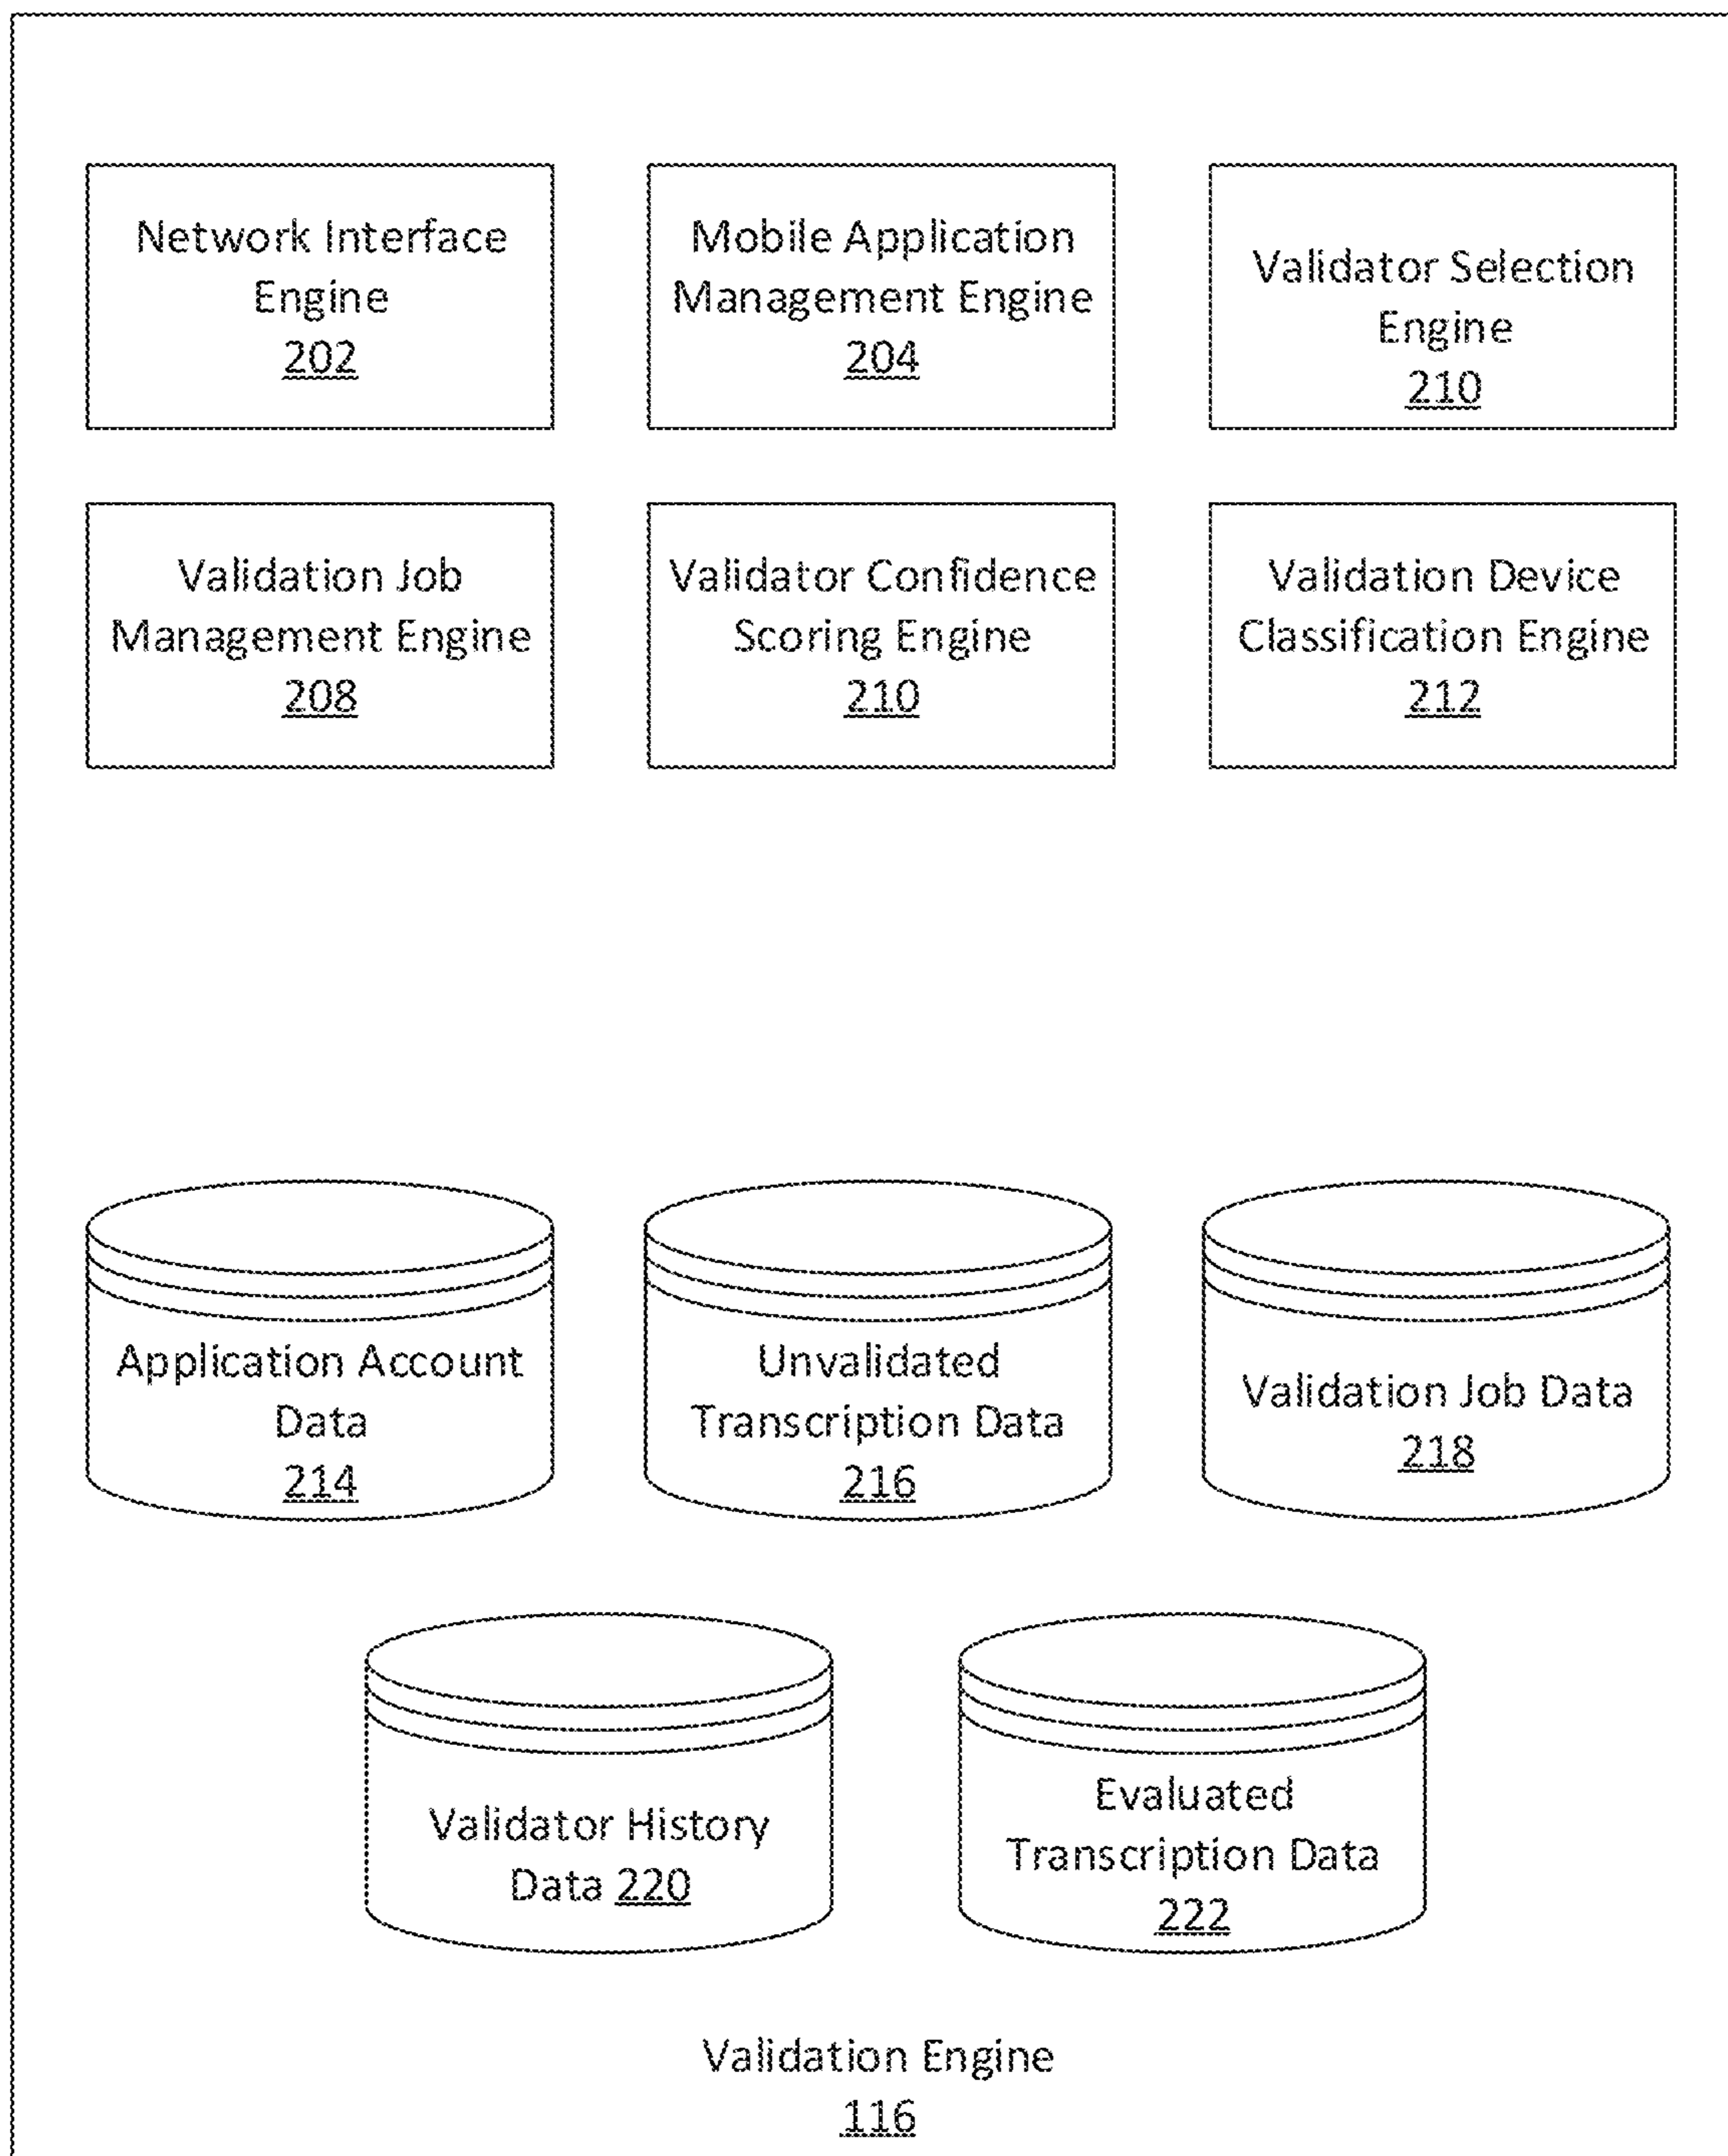 Network Interface
Engine
202
Mobile Application
Management Engine
204
Validator Selection
Engine
210
Validation Job
Management Engine
208
Validator Confidence
Scoring Engine
210
Validation Device
Classification Engine
212
Application Account
Data
214
Unvalidated
Transcription Data
216
Validation Job Data
218
Validator History
Data 220
Evaluated
Transcription Data
222
Validation Engine
116